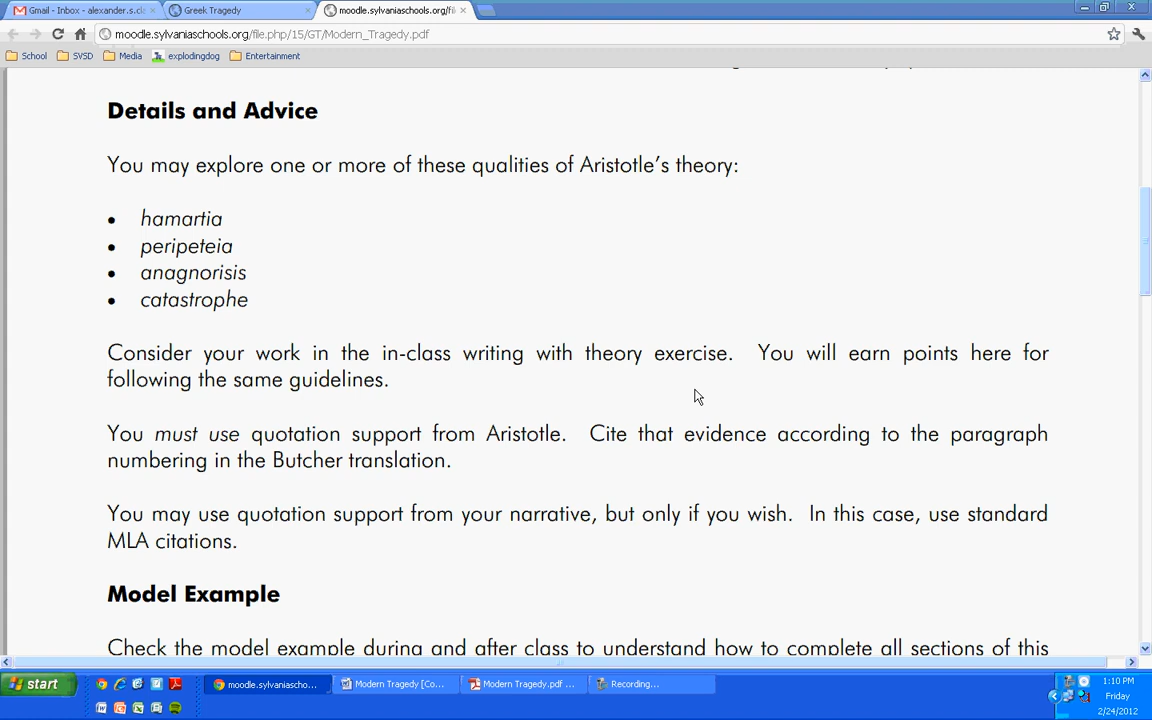 Gmail - Inbox - alexander.s.cl
Greek Tragedy
moodle.sylvaniaschools.org/fi
moodle.sylvaniaschools.org/file.php/15/GT/Modern_Tragedy.pdf
School
SVSD
Media
explodingdog
Entertainment
Details and Advice
You may explore one or more of these qualities of Aristotle's theory:
• hamartia
• peripeteia
• anagnorisis
• catastrophe
Consider your work in the in-class writing with theory exercise. You will earn points here for
following the same guidelines.
You must use quotation support from Aristotle. Cite that evidence according to the paragraph
numbering in the Butcher translation.
You may use quotation support from your narrative, but only if you wish. In this case, use standard
MLA citations.
Model Example
Check the model example during and after class to understand how to complete all sections of this
start
moodle.sylvaniascho...
Modern Tragedy [Co...
Modern Tragedy.pdf ...
Recording...
1:10 PM
Friday
2/24/2012